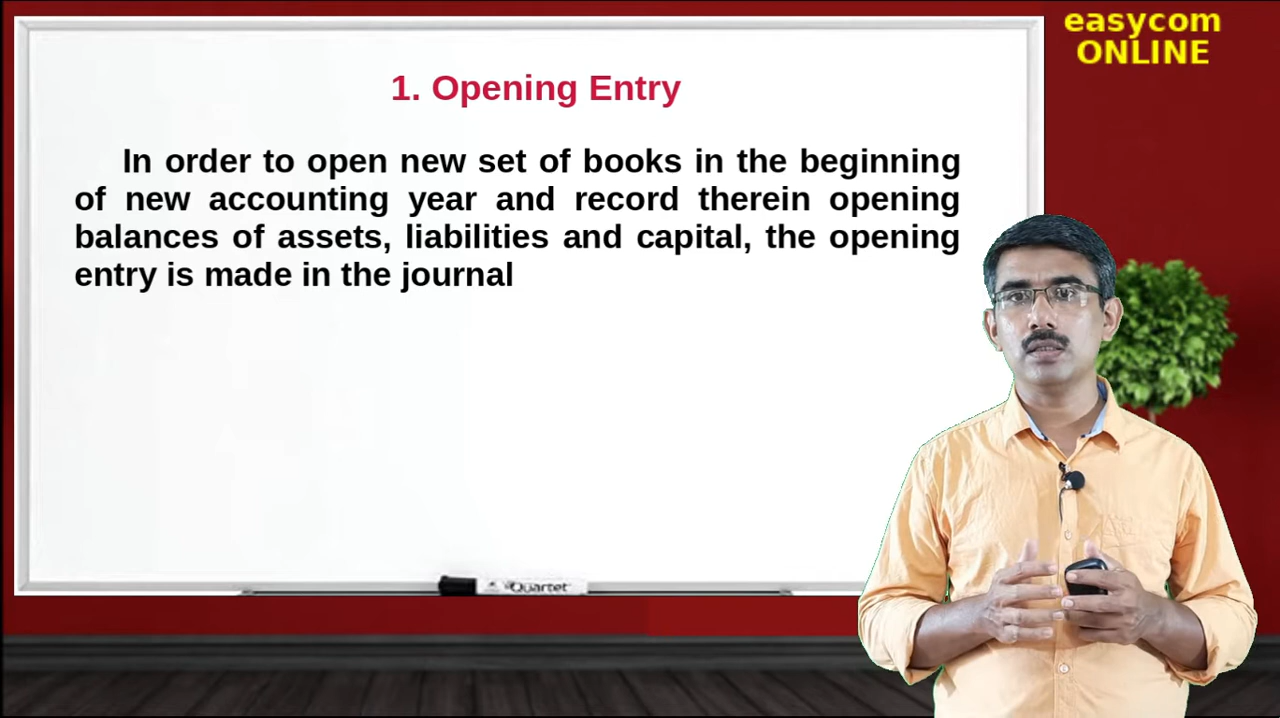 easycom
ONLINE
1. Opening Entry
In order to open new set of books in the beginning
of new accounting year and record therein opening
balances of assets, liabilities and capital, the opening
entry is made in the journal
Quartet